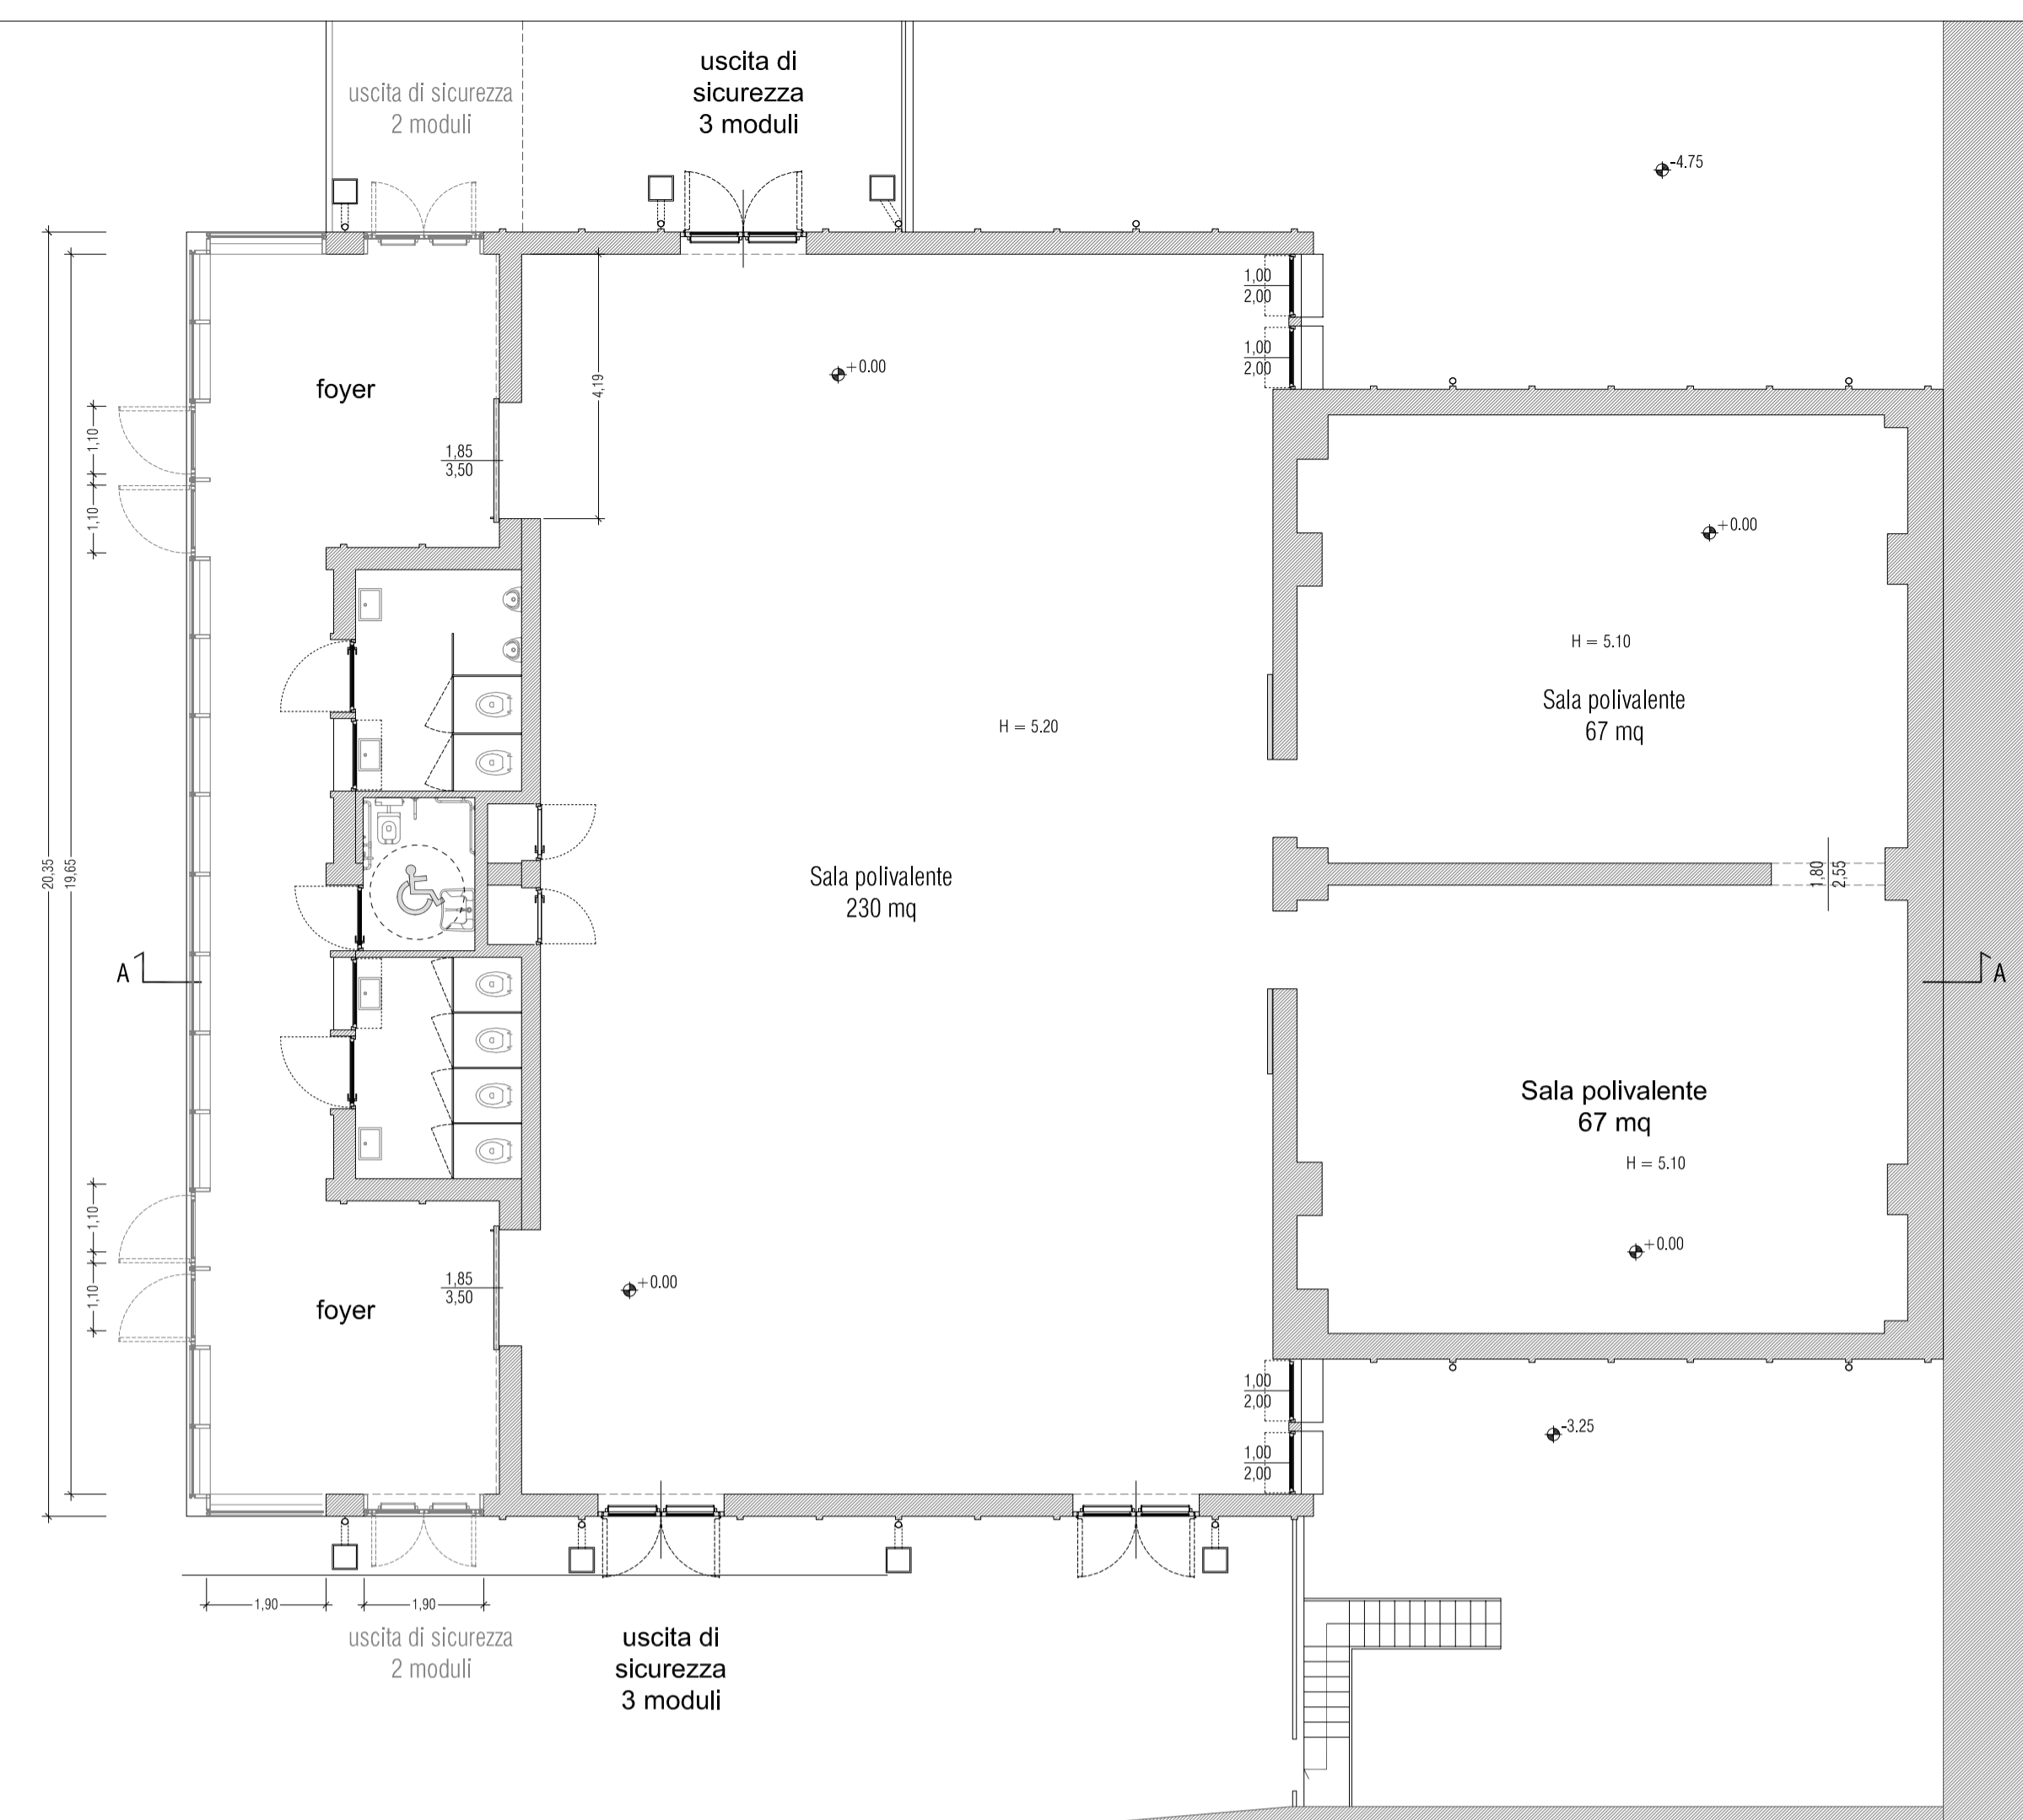 uscita di
sicurezza
3 moduli
uscita di sicurezza
2 moduli
-4.75
1,00
2,00
1,00
2,00
+0.00
foyer
4,19
1,10
1,85
3,50
1,10
+0.00
H = 5.10
Sala polivalente
67 mq
H = 5.20
20,35
19,65
Sala polivalente
230 mq
1,80
2,55
A
A
Sala polivalente
67 mq
H = 5.10
1,10
+0.00
1,85
3,50
+0.00
1,10
foyer
1,00
2,00
-3.25
1,00
2,00
1,90
1,90
uscita di sicurezza
2 moduli
uscita di
sicurezza
3 moduli